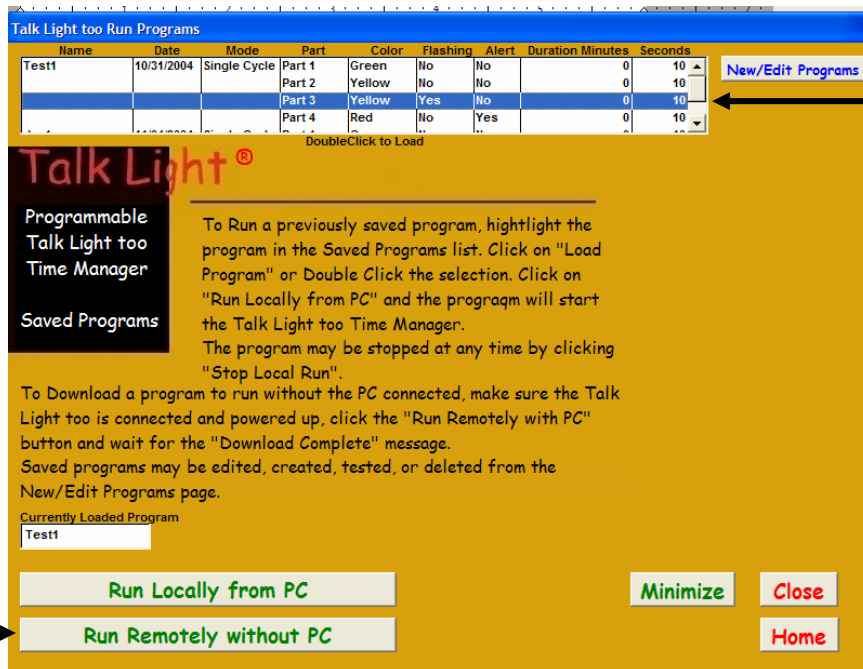 Talk Light too Run Programs
Name Date Mode Part Color Flashing Alert Duration Minutes Seconds
Test1 10/31/2004 Single Cycle Part 1 Green No No 0 10
Part 2 Yellow No No 0 10
Part 3 Yellow Yes No 0 10
Part 4 Red No Yes 0 10
New/Edit Programs
DoubleClick to Load
Talk Light ®
Programmable
Talk Light too
Time Manager
Saved Programs
To Run a previously saved program, hightlight the
program in the Saved Programs list. Click on "Load
Program" or Double Click the selection. Click on
"Run Locally from PC" and the prograqm will start
the Talk Light too Time Manager.
The program may be stopped at any time by clicking
"Stop Local Run".
To Download a program to run without the PC connected, make sure the Talk
Light too is connected and powered up, click the "Run Remotely with PC"
button and wait for the "Download Complete" message.
Saved programs may be edited, created, tested, or deleted from the
New/Edit Programs page.
Currently Loaded Program
Test1
Run Locally from PC
Minimize
Close
Run Remotely without PC
Home